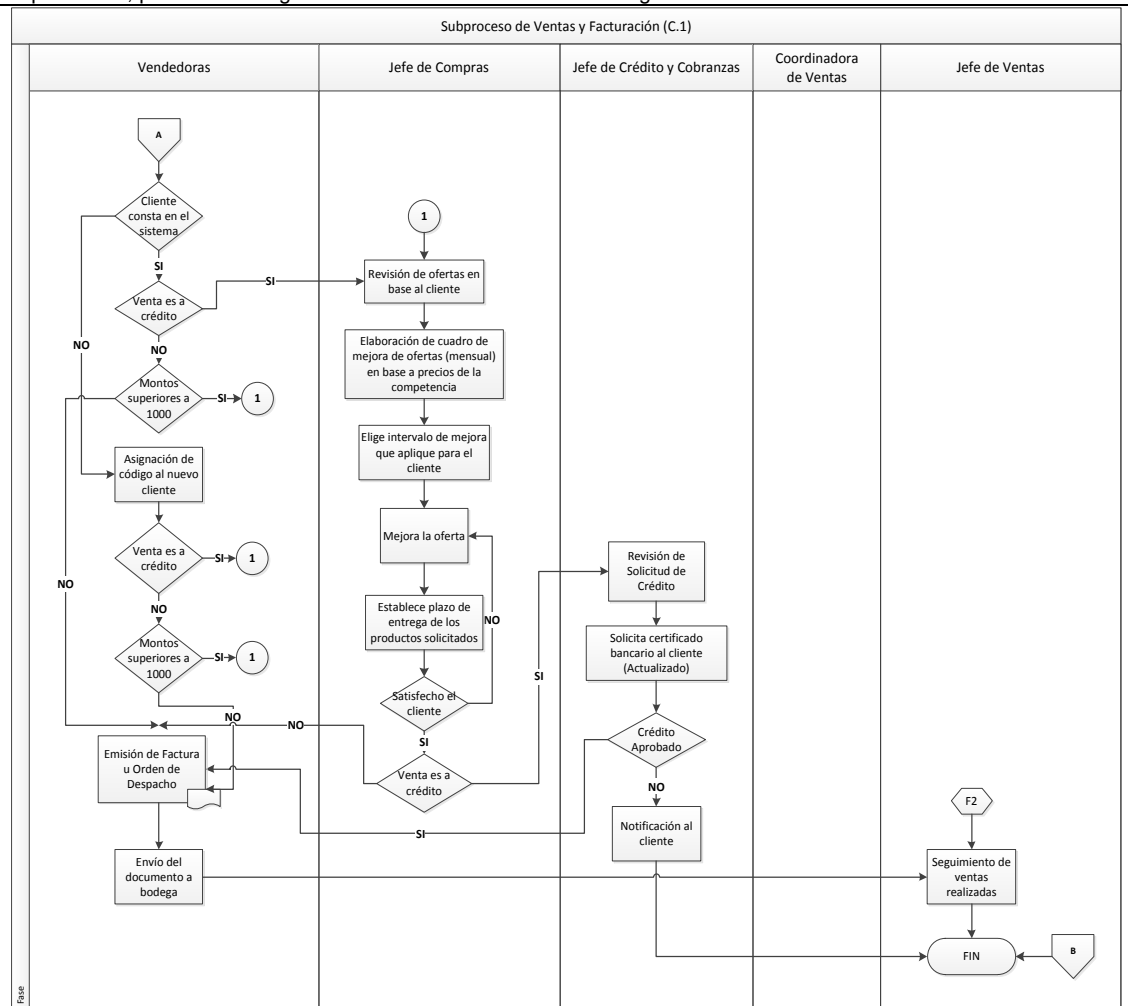 Subproceso de Ventas y Facturación (C.1)
Vendedoras
Jefe de Compras
Jefe de Crédito y Cobranzas
Coordinadora
de Ventas
Jefe de Ventas
A
Cliente
consta en el
sistema
SI
NO
Venta es a
crédito
SI
NO
Montos
superiores a
1000
SI
1
NO
Asignación de
código al nuevo
cliente
Venta es a
crédito
SI
1
NO
Montos
superiores a
1000
SI
1
NO
Emisión de Factura
u Orden de
Despacho
Envío del
documento a
bodega
1
Revisión de ofertas en
base al cliente
Elaboración de cuadro de
mejora de ofertas (mensual)
en base a precios de la
competencia
Elige intervalo de mejora
que aplique para el
cliente
Mejora la oferta
Establece plazo de
entrega de los
productos solicitados
NO
Satisfecho el
cliente
SI
Venta es a
crédito
NO
SI
Revisión de
Solicitud de
Crédito
Solicita certificado
bancario al cliente
(Actualizado)
Crédito
Aprobado
SI
NO
Notificación al
cliente
F2
Seguimiento de
ventas
realizadas
FIN
B
Fase